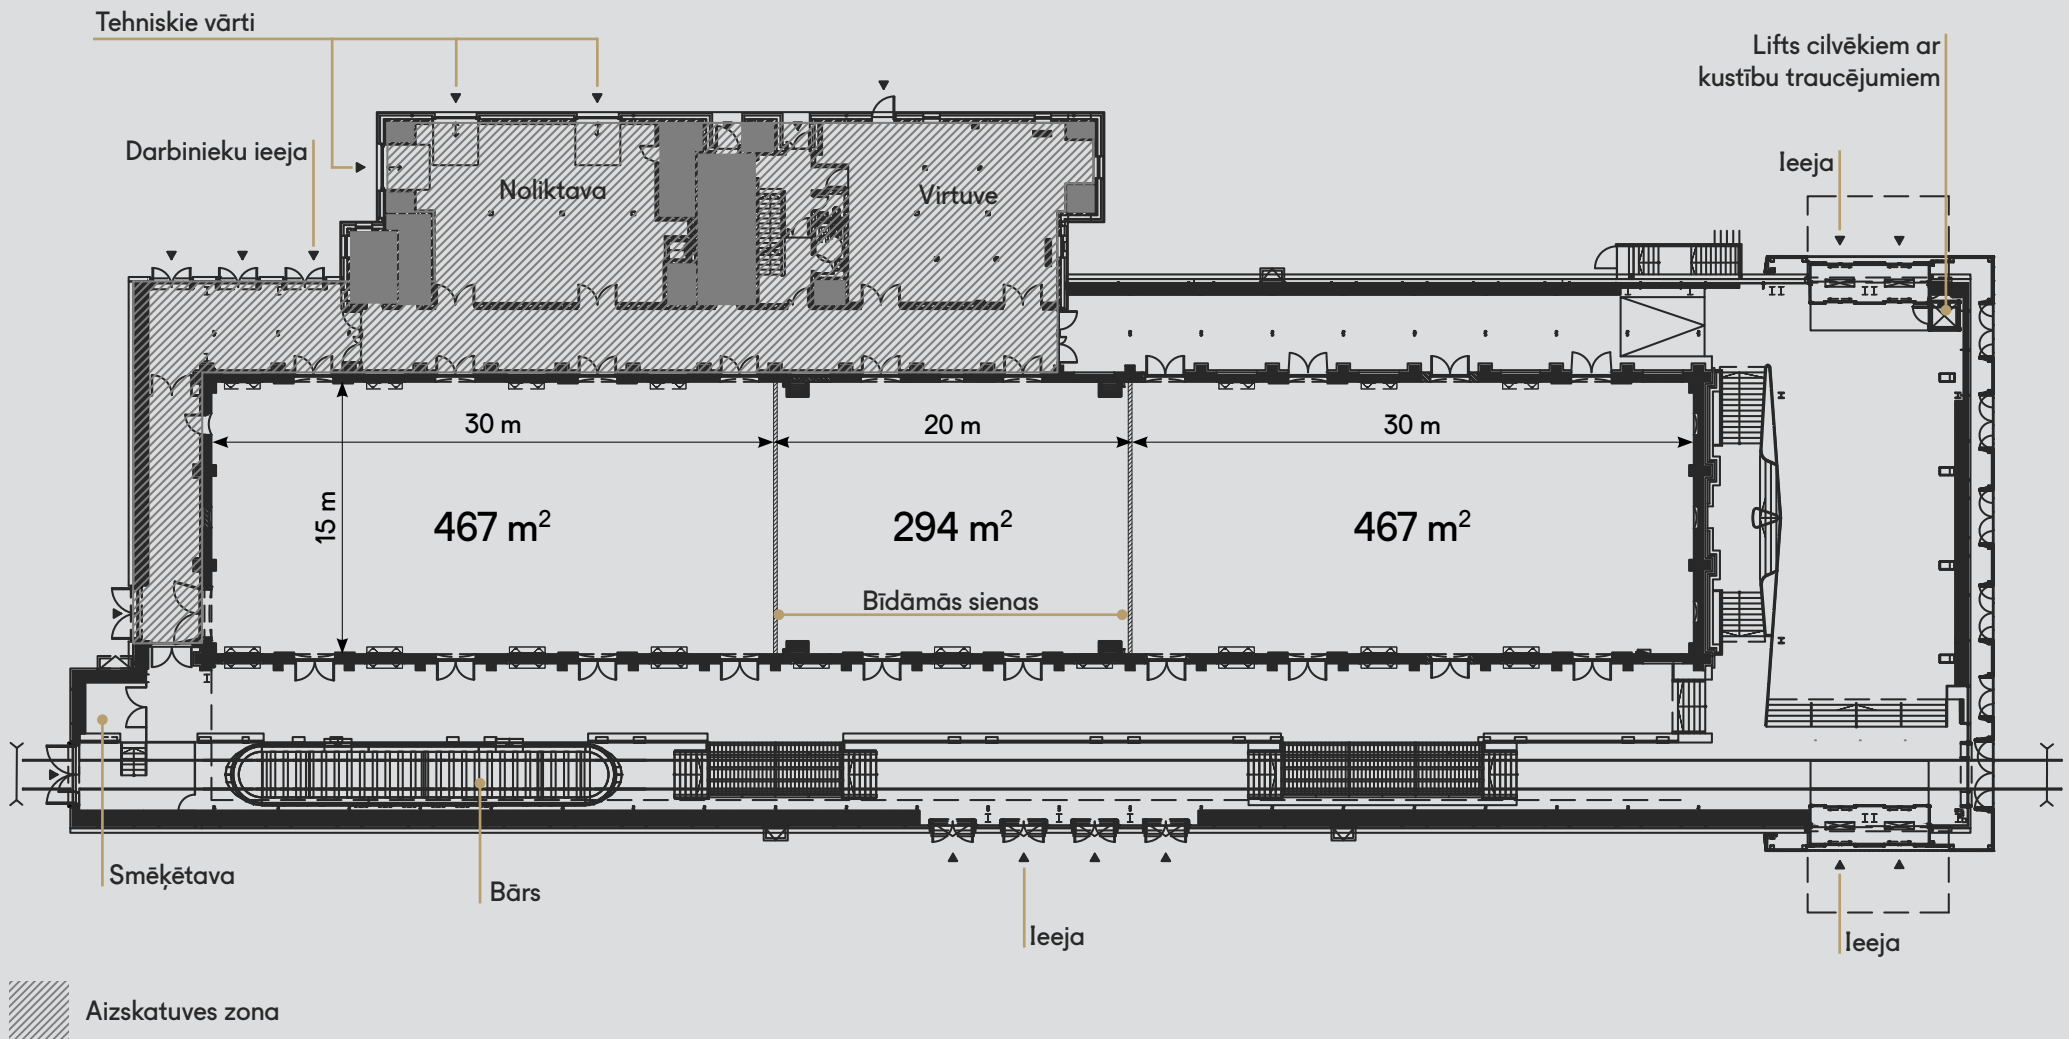 Tehniskie vārti
Lifts cilvēkiem ar
kustību traucējumiem
Darbinieku ieeja
Ieeja
Noliktava
Virtuve
30 m
20 m
30 m
15 m
467 m²
294 m²
467 m²
Bīdāmās sienas
Smēķētava
Bārs
Ieeja
Ieeja
Aizskatuves zona